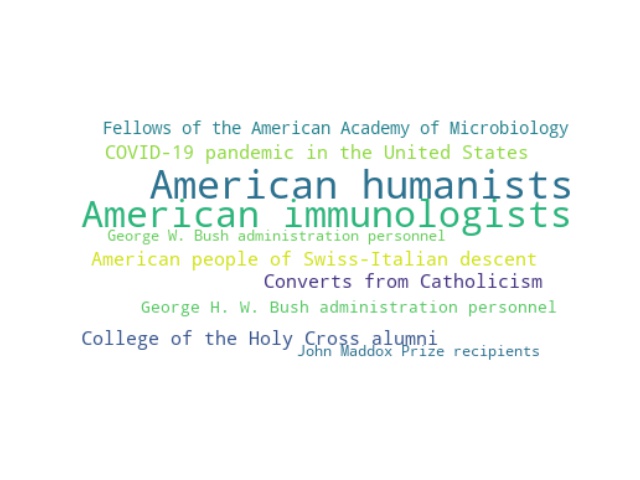 Fellows of the American Academy of Microbiology
COVID-19 pandemic in the United States
American humanists
American immunologists
George W. Bush administration personnel
American people of Swiss-Italian descent
Converts from Catholicism
George H. W. Bush administration personnel
College of the Holy Cross alumni
John Maddox Prize recipients